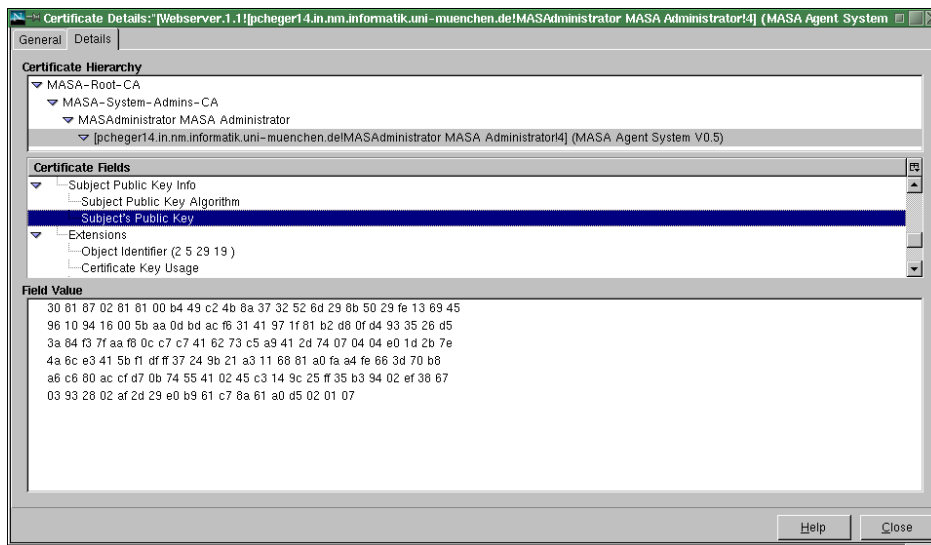 Certificate Details:"[Webserver.1.1![pcheger14.in.nm.informatik.uni-muenchen.de!MASAdministrator MASA Administrator!4] (MASA Agent System
General Details
Certificate Hierarchy
MASA-Root-CA
MASA-System-Admins-CA
MASAdministrator MASA Administrator
[pcheger14.in.nm.informatik.uni-muenchen.de!MASAdministrator MASA Administrator!4] (MASA Agent System V0.5)
Certificate Fields
Subject Public Key Info
Subject Public Key Algorithm
Subject's Public Key
Extensions
Object Identifier (2 5 29 19 )
Certificate Key Usage
Field Value
30 81 87 02 81 81 00 b4 49 c2 4b 8a 37 32 52 6d 29 8b 50 29 fe 13 69 45
96 10 94 16 00 5b aa 0d bd ac f6 31 41 97 1f 81 b2 d8 0f d4 93 35 26 d5
3a 84 f3 7f aa f8 0c c7 c7 41 62 73 c5 a9 41 2d 74 07 04 04 e0 1d 2b 7e
4a 6c e3 41 5b f1 df ff 37 24 9b 21 a3 11 68 81 a0 fa a4 fe 66 3d 70 b8
a6 c6 80 ac cf d7 0b 74 55 41 02 45 c3 14 9c 25 ff 35 b3 94 02 ef 38 67
03 93 28 02 af 2d 29 e0 b9 61 c7 8a 61 a0 d5 02 01 07
Help Close